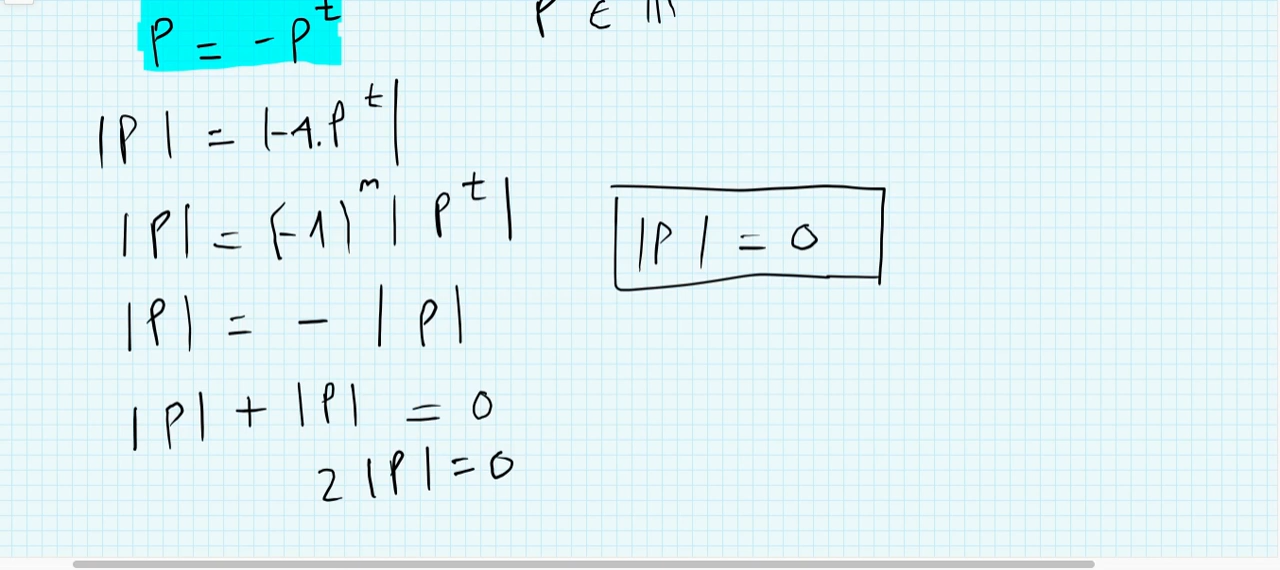 P = -P^t P ∈
|P| = |-1.P^t|
|P| = (-1)^n |P^t|
|P| = 0
|P| = - |P|
|P| + |P| = 0
2|P| = 0